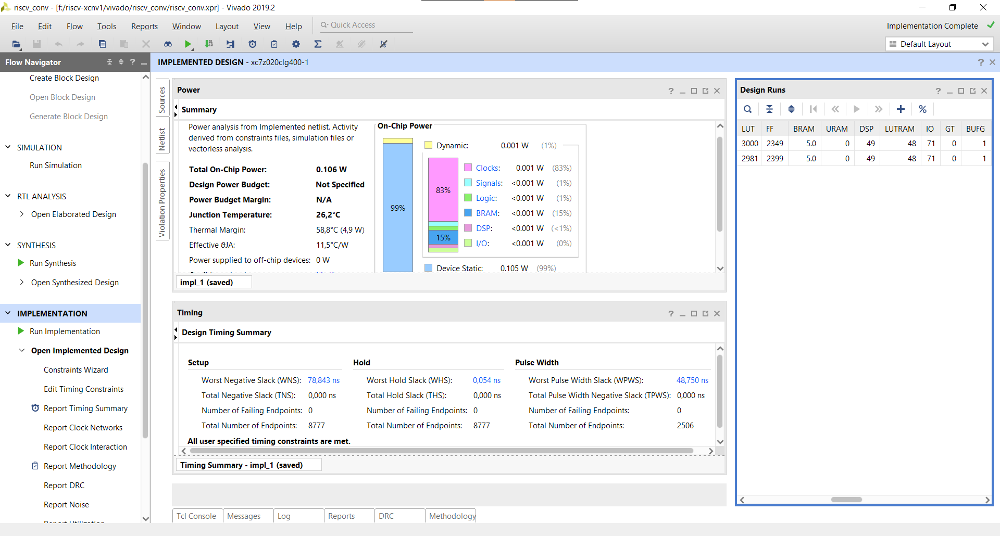 riscv_conv - [f:/riscv-xcnv1/vivado/riscv_conv/riscv_conv.xpr] - Vivado 2019.2
File Edit Flow Tools Reports Window Layout View Help Quick Access
Implementation Complete
Default Layout
Flow Navigator
IMPLEMENTED DESIGN - xc7z020clg400-1
Create Block Design
Open Block Design
Generate Block Design
SIMULATION
Run Simulation
RTL ANALYSIS
Open Elaborated Design
SYNTHESIS
Run Synthesis
Open Synthesized Design
IMPLEMENTATION
Run Implementation
Open Implemented Design
Constraints Wizard
Edit Timing Constraints
Report Timing Summary
Report Clock Networks
Report Clock Interaction
Report Methodology
Report DRC
Report Noise
Sources
Netlist
Violation Properties
Power
Summary
Power analysis from Implemented netlist. Activity
derived from constraints files, simulation files or
vectorless analysis.
Total On-Chip Power: 0.106 W
Design Power Budget: Not Specified
Power Budget Margin: N/A
Junction Temperature: 26,2°C
Thermal Margin: 58,8°C (4,9 W)
Effective ϑJA: 11,5°C/W
Power supplied to off-chip devices: 0 W
On-Chip Power
99%
Dynamic: 0.001 W (1%)
83%
15%
Clocks: 0.001 W (83%)
Signals: <0.001 W (1%)
Logic: <0.001 W (1%)
BRAM: <0.001 W (15%)
DSP: <0.001 W (<1%)
I/O: <0.001 W (0%)
Device Static: 0.105 W (99%)
impl_1 (saved)
Timing
Design Timing Summary
Setup
Worst Negative Slack (WNS): 78,843 ns
Total Negative Slack (TNS): 0,000 ns
Number of Failing Endpoints: 0
Total Number of Endpoints: 8777
Hold
Worst Hold Slack (WHS): 0,054 ns
Total Hold Slack (THS): 0,000 ns
Number of Failing Endpoints: 0
Total Number of Endpoints: 8777
Pulse Width
Worst Pulse Width Slack (WPWS): 48,750 ns
Total Pulse Width Negative Slack (TPWS): 0,000 ns
Number of Failing Endpoints: 0
Total Number of Endpoints: 2506
All user specified timing constraints are met.
Timing Summary - impl_1 (saved)
Tcl Console Messages Log Reports DRC Methodology
Design Runs
LUT FF BRAM URAM DSP LUTRAM IO GT BUFG
3000 2349 5.0 0 49 48 71 0 1
2981 2399 5.0 0 49 48 71 0 1